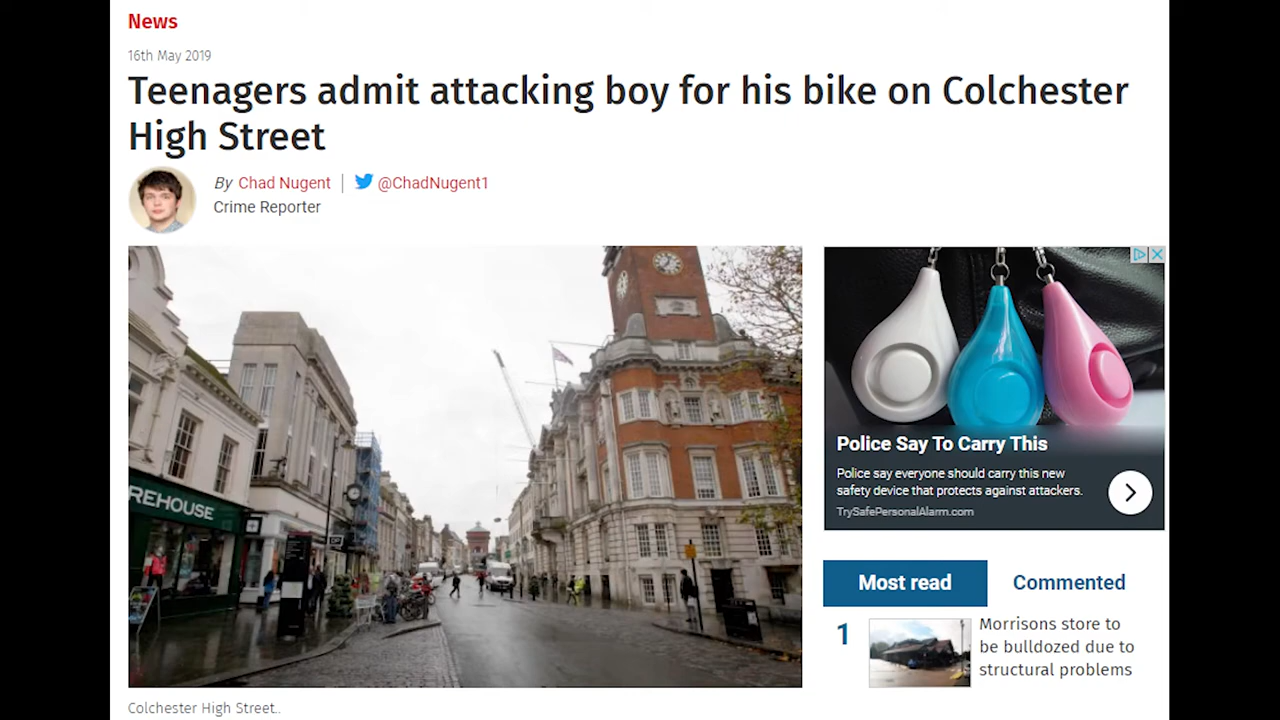 News
16th May 2019
Teenagers admit attacking boy for his bike on Colchester
High Street
By Chad Nugent | @ChadNugent1
Crime Reporter
REHOUSE
Police Say To Carry This
Police say everyone should carry this new
safety device that protects against attackers.
TrySafePersonalAlarm.com
Most read
Commented
1
Morrisons store to
be bulldozed due to
structural problems
Colchester High Street..